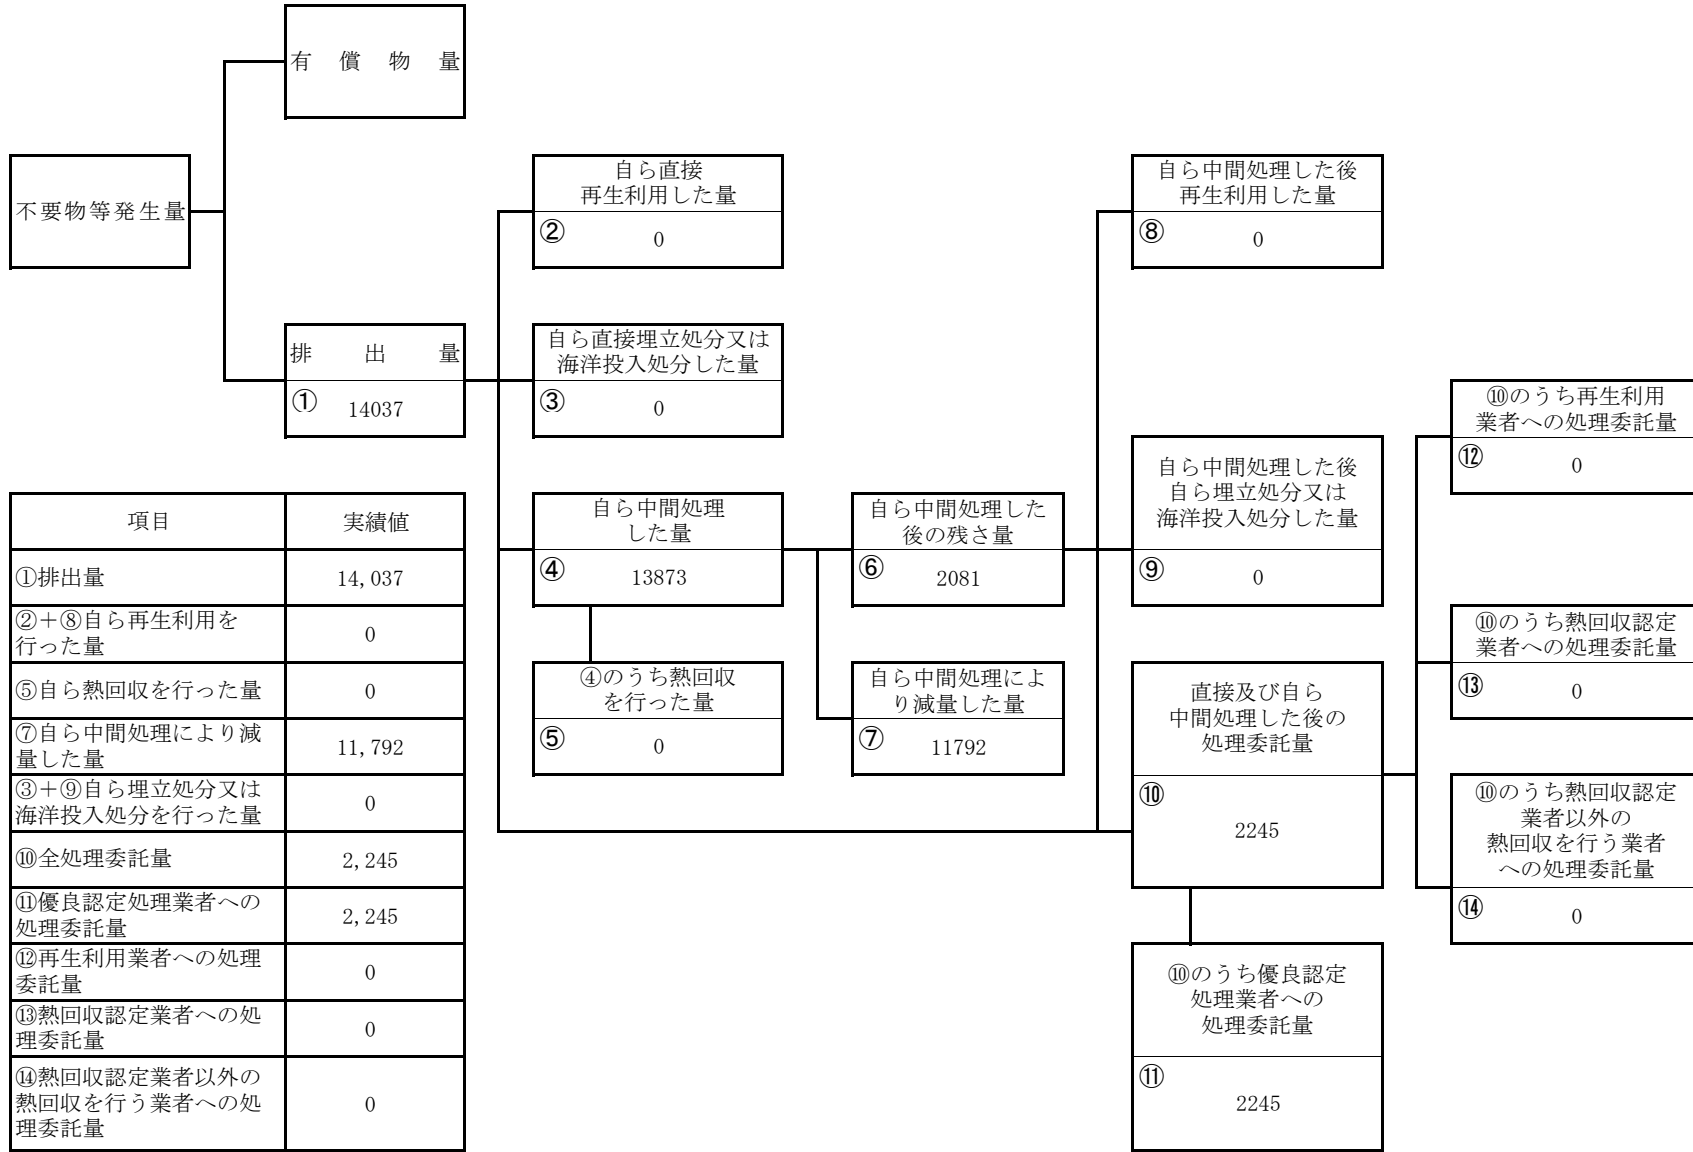 有償物量
不要物等発生量
排出量
① 14037
自ら直接
再生利用した量
② 0
自ら直接埋立処分又は
海洋投入処分した量
③ 0
自ら中間処理
した量
④ 13873
④のうち熱回収
を行った量
⑤ 0
自ら中間処理した
後の残さ量
⑥ 2081
自ら中間処理によ
り減量した量
⑦ 11792
自ら中間処理した後
再生利用した量
⑧ 0
自ら中間処理した後
自ら埋立処分又は
海洋投入処分した量
⑨ 0
直接及び自ら
中間処理した後の
処理委託量
⑩
2245
⑩のうち優良認定
処理業者への
処理委託量
⑪
2245
⑩のうち再生利用
業者への処理委託量
⑫ 0
⑩のうち熱回収認定
業者への処理委託量
⑬ 0
⑩のうち熱回収認定
業者以外の
熱回収を行う業者
への処理委託量
⑭ 0
項目 実績値
①排出量 14,037
②+⑧自ら再生利用を
行った量 0
⑤自ら熱回収を行った量 0
⑦自ら中間処理により減
量した量 11,792
③+⑨自ら埋立処分又は
海洋投入処分を行った量 0
⑩全処理委託量 2,245
⑪優良認定処理業者への
処理委託量 2,245
⑫再生利用業者への処理
委託量 0
⑬熱回収認定業者への処
理委託量 0
⑭熱回収認定業者以外の
熱回収を行う業者への処
理委託量 0